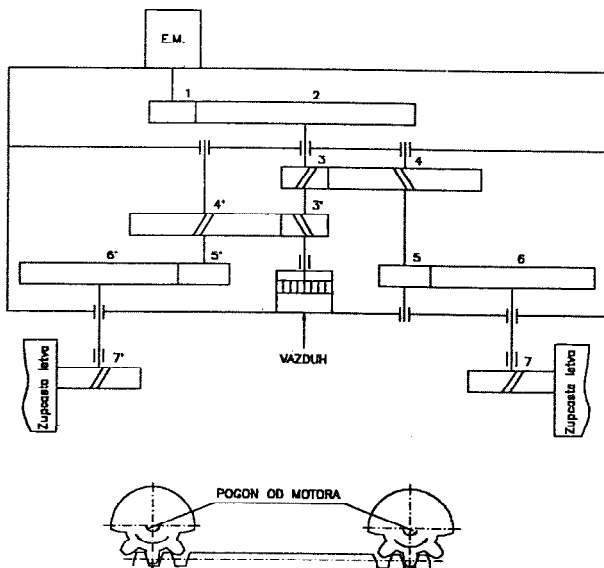 E.M.
1 2
3 4
4' 3'
6' 5' 5 6
VAZDUH
7' 7
Zupcasta letva
Zupcasta letva
POGON OD MOTORA